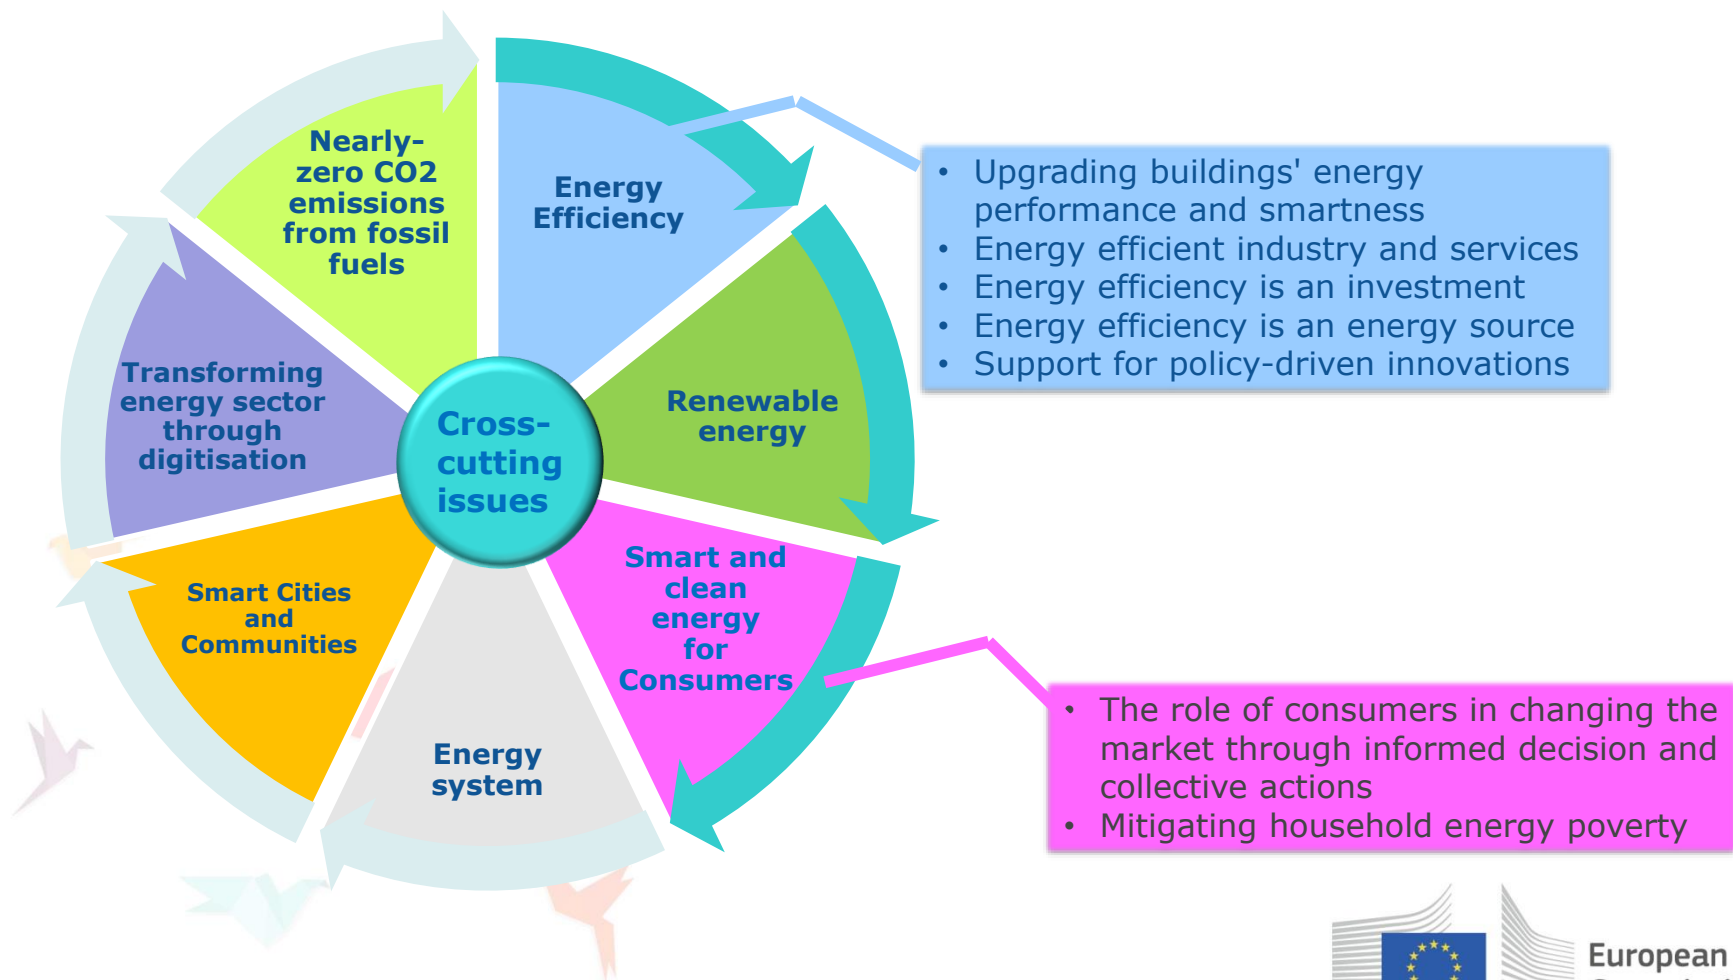 Nearly-
zero CO2
emissions
from fossil
fuels
Energy
Efficiency
• Upgrading buildings' energy
performance and smartness
• Energy efficient industry and services
• Energy efficiency is an investment
• Energy efficiency is an energy source
• Support for policy-driven innovations
Transforming
energy sector
through
digitisation
Cross-
cutting
issues
Renewable
energy
Smart and
clean
energy
for
Consumers
Smart Cities
and
Communities
Energy
system
• The role of consumers in changing the
market through informed decision and
collective actions
• Mitigating household energy poverty
European